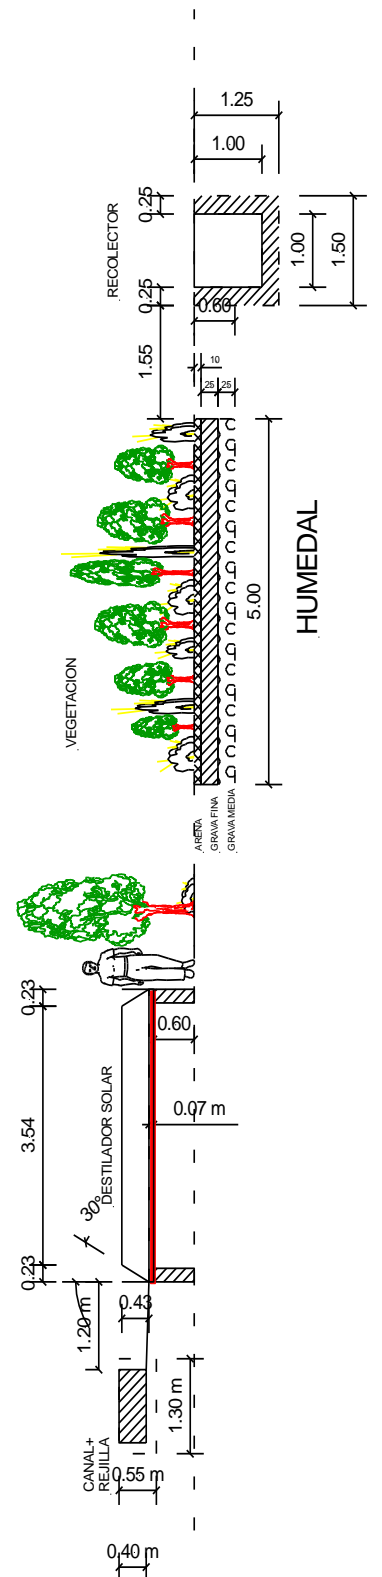 1.25
1.00
RECOLECTOR
0.25
0.25
1.00
1.50
0.60
1.55
10
25
25
VEGETACION
5.00
HUMEDAL
ARENA
GRAVA FINA
GRAVA MEDIA
0.23
3.54
0.23
DESTILADOR SOLAR
30°
0.60
0.07 m
0.43
1.20 m
1.30 m
CANAL+
REJILLA
0.55 m
0.40 m